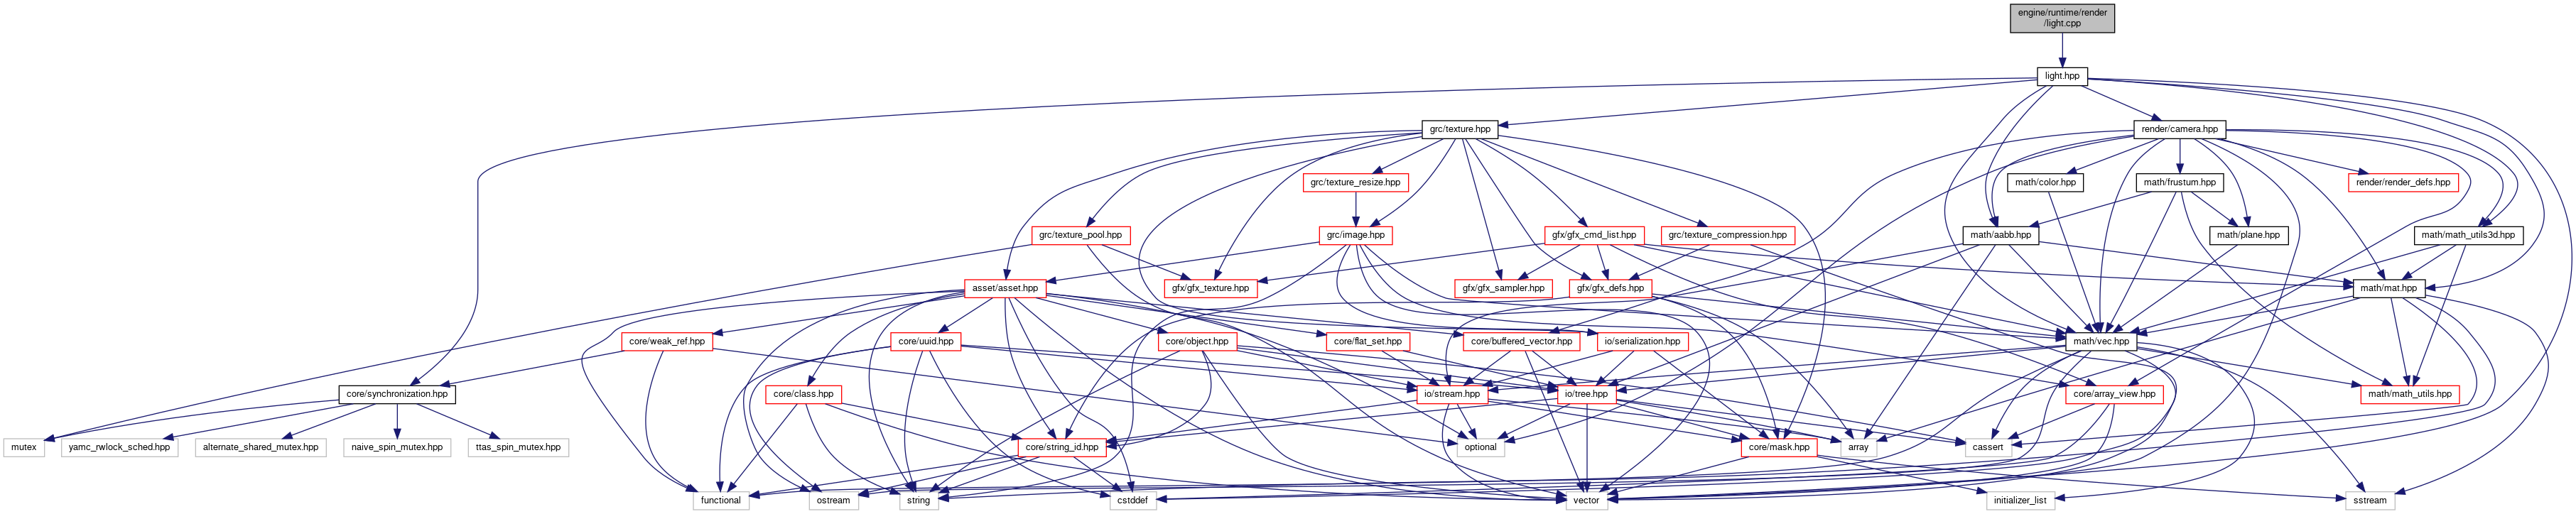 engine/runtime/render
/light.cpp
light.hpp
grc/texture.hpp
render/camera.hpp
grc/texture_resize.hpp
math/color.hpp
math/frustum.hpp
render/render_defs.hpp
grc/texture_pool.hpp
grc/image.hpp
gfx/gfx_cmd_list.hpp
grc/texture_compression.hpp
math/aabb.hpp
math/plane.hpp
math/math_utils3d.hpp
asset/asset.hpp
gfx/gfx_texture.hpp
gfx/gfx_sampler.hpp
gfx/gfx_defs.hpp
math/mat.hpp
core/weak_ref.hpp
core/uuid.hpp
core/object.hpp
core/flat_set.hpp
core/buffered_vector.hpp
io/serialization.hpp
math/vec.hpp
core/synchronization.hpp
core/class.hpp
io/stream.hpp
io/tree.hpp
core/array_view.hpp
math/math_utils.hpp
mutex
yamc_rwlock_sched.hpp
alternate_shared_mutex.hpp
naive_spin_mutex.hpp
ttas_spin_mutex.hpp
core/string_id.hpp
optional
core/mask.hpp
array
cassert
functional
ostream
string
cstddef
vector
initializer_list
sstream